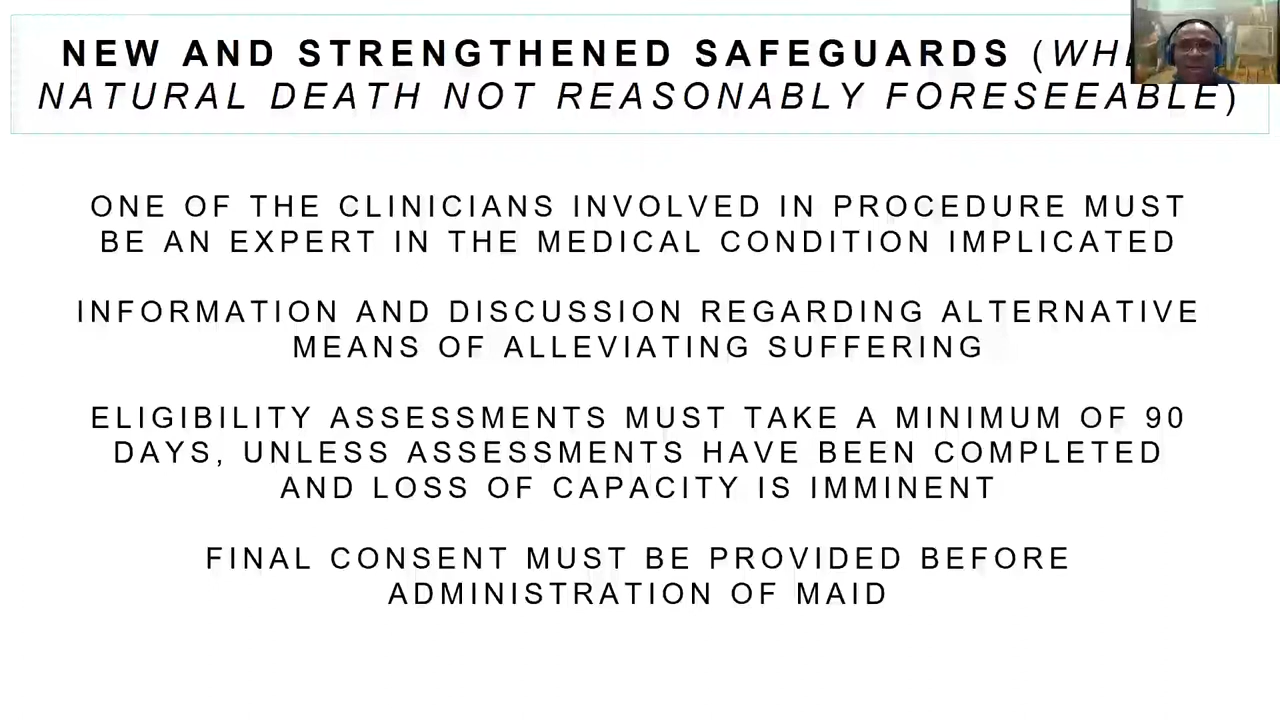 NEW AND STRENGTHENED SAFEGUARDS (
NATURAL DEATH NOT REASONABLY FORESEEABLE)
ONE OF THE CLINICIANS INVOLVED IN PROCEDURE MUST
BE AN EXPERT IN THE MEDICAL CONDITION IMPLICATED
INFORMATION AND DISCUSSION REGARDING ALTERNATIVE
MEANS OF ALLEVIATING SUFFERING
ELIGIBILITY ASSESSMENTS MUST TAKE A MINIMUM OF 90
DAYS, UNLESS ASSESSMENTS HAVE BEEN COMPLETED
AND LOSS OF CAPACITY IS IMMINENT
FINAL CONSENT MUST BE PROVIDED BEFORE
ADMINISTRATION OF MAID